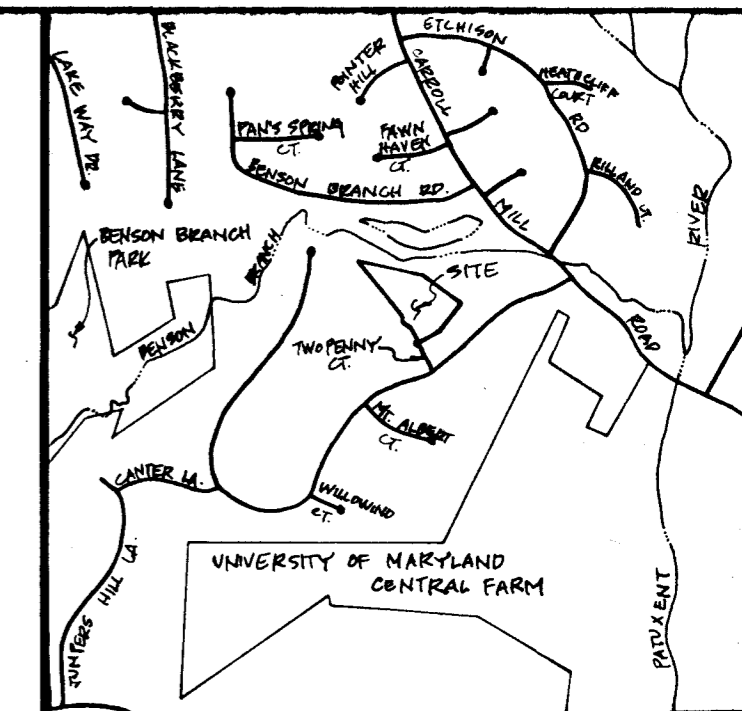 ETCHISON
LAKE WAY DR.
BLACKBERRY LANE
POINTER
HILL
CARROLL
HEATHCLIFF
COURT
RD
PAN'S SPRING
CT.
FAWN
HAVEN
CT.
BENSON BRANCH RD.
MILL
RILLAND CT.
RIVER
BENSON BRANCH
PARK
BRANCH
BENSON
SITE
ROAD
TWOPENNY
CT.
MT. ALBERT
CT.
CANTER LA.
WILLOWIND
CT.
UNIVERSITY OF MARYLAND
CENTRAL FARM
JUMPERS HILL LA.
PATUXENT